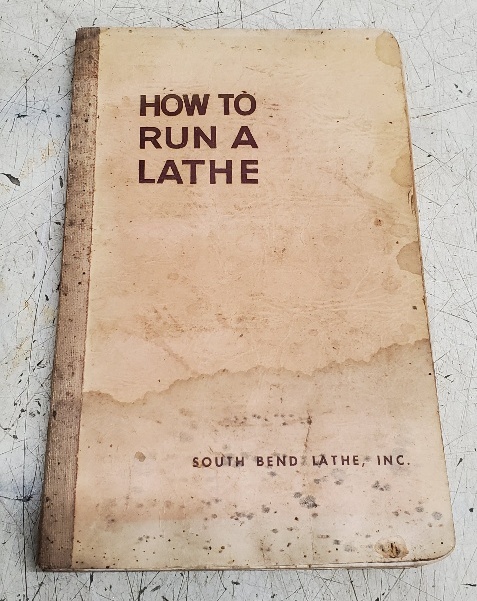 HOW TO
RUN A
LATHE
SOUTH BEND LATHE, INC.